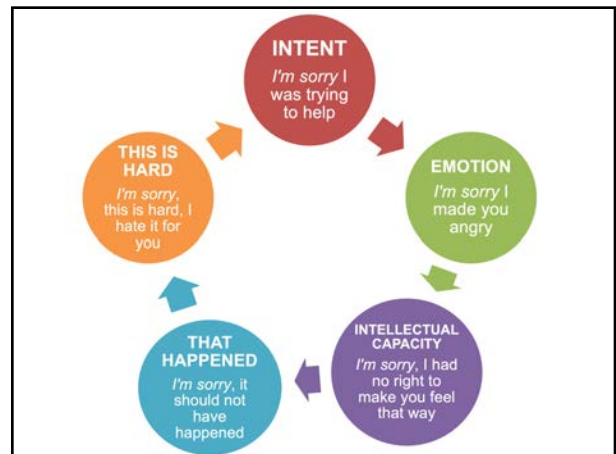 INTENT
I'm sorry I
was trying
to help
EMOTION
I'm sorry I
made you
angry
INTELLECTUAL
CAPACITY
I'm sorry, I had
no right to
make you feel
that way
THAT
HAPPENED
I'm sorry, it
should not
have
happened
THIS IS
HARD
I'm sorry,
this is hard, I
hate it for
you